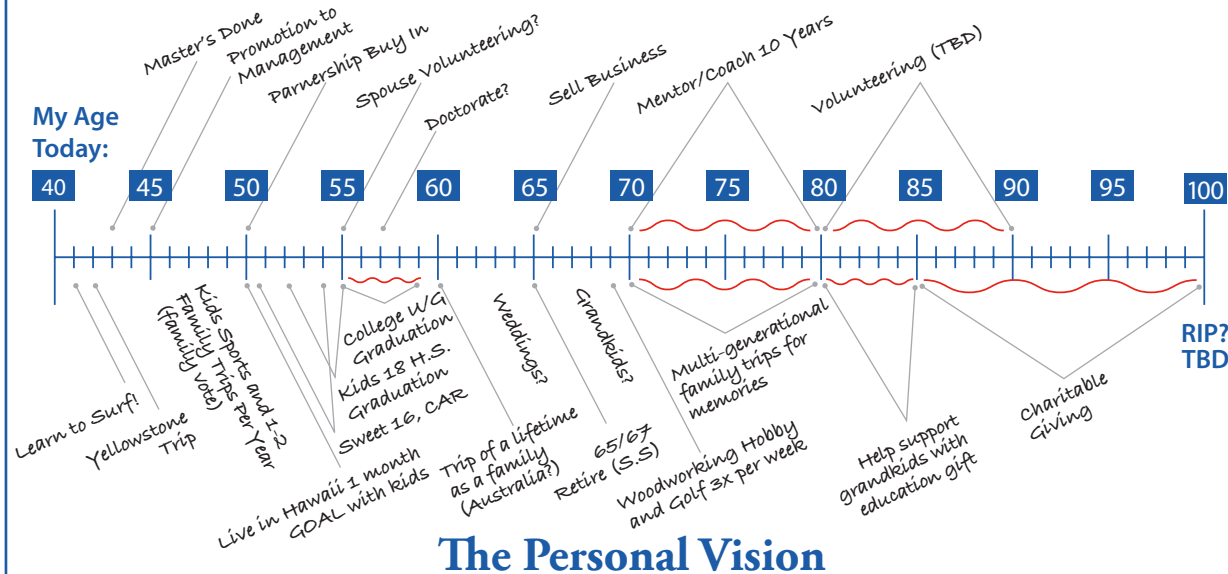 Master's Done
Promotion to
Management
Parnership Buy In
Spouse Volunteering?
Doctorate?
Sell Business
Mentor/Coach 10 Years
Volunteering (TBD)
My Age
Today:
40 45 50 55 60 65 70 75 80 85 90 95 100
Learn to Surf!
Yellowstone
Trip
Kids Sports and 1-2
Family Trips Per Year
(family vote)
Live in Hawaii 1 month
GOAL with kids
Sweet 16, CAR
Kids 18 H.S.
Graduation
College U/G
Graduation
Trip of a lifetime
as a family
(Australia?)
Weddings?
65/67
Retire (S.S)
Grandkids?
Woodworking Hobby
and Golf 3x per week
Multi-generational
family trips for
memories
Help support
grandkids with
education gift
Charitable
Giving
RIP?
TBD
The Personal Vision